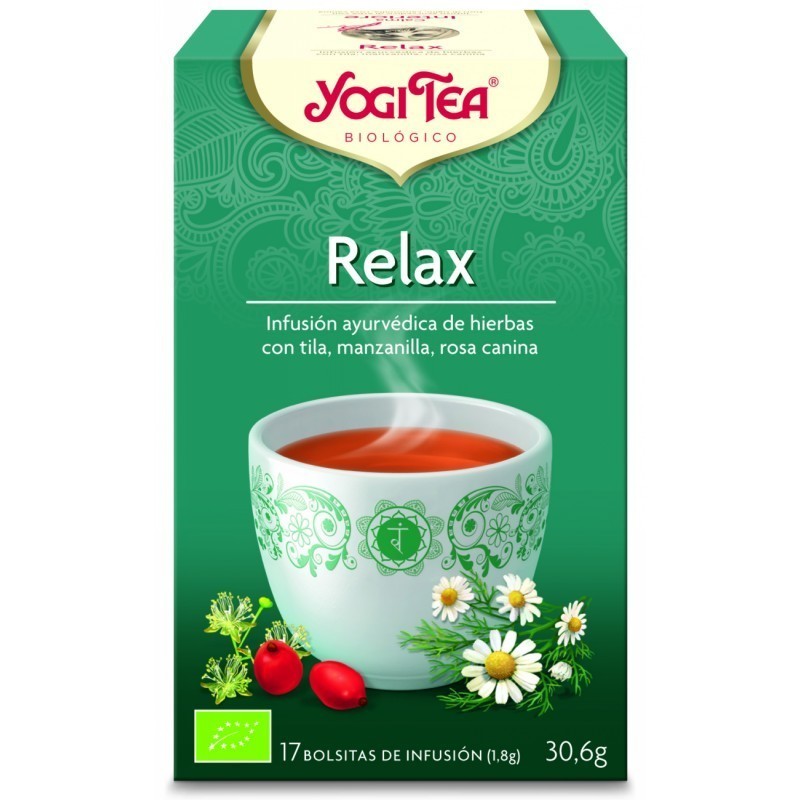 Relax
YOGI TEA®
BIOLÓGICO
Relax
Infusión ayurvédica de hierbas
con tila, manzanilla, rosa canina
17 BOLSITAS DE INFUSIÓN (1,8g) 30,6g